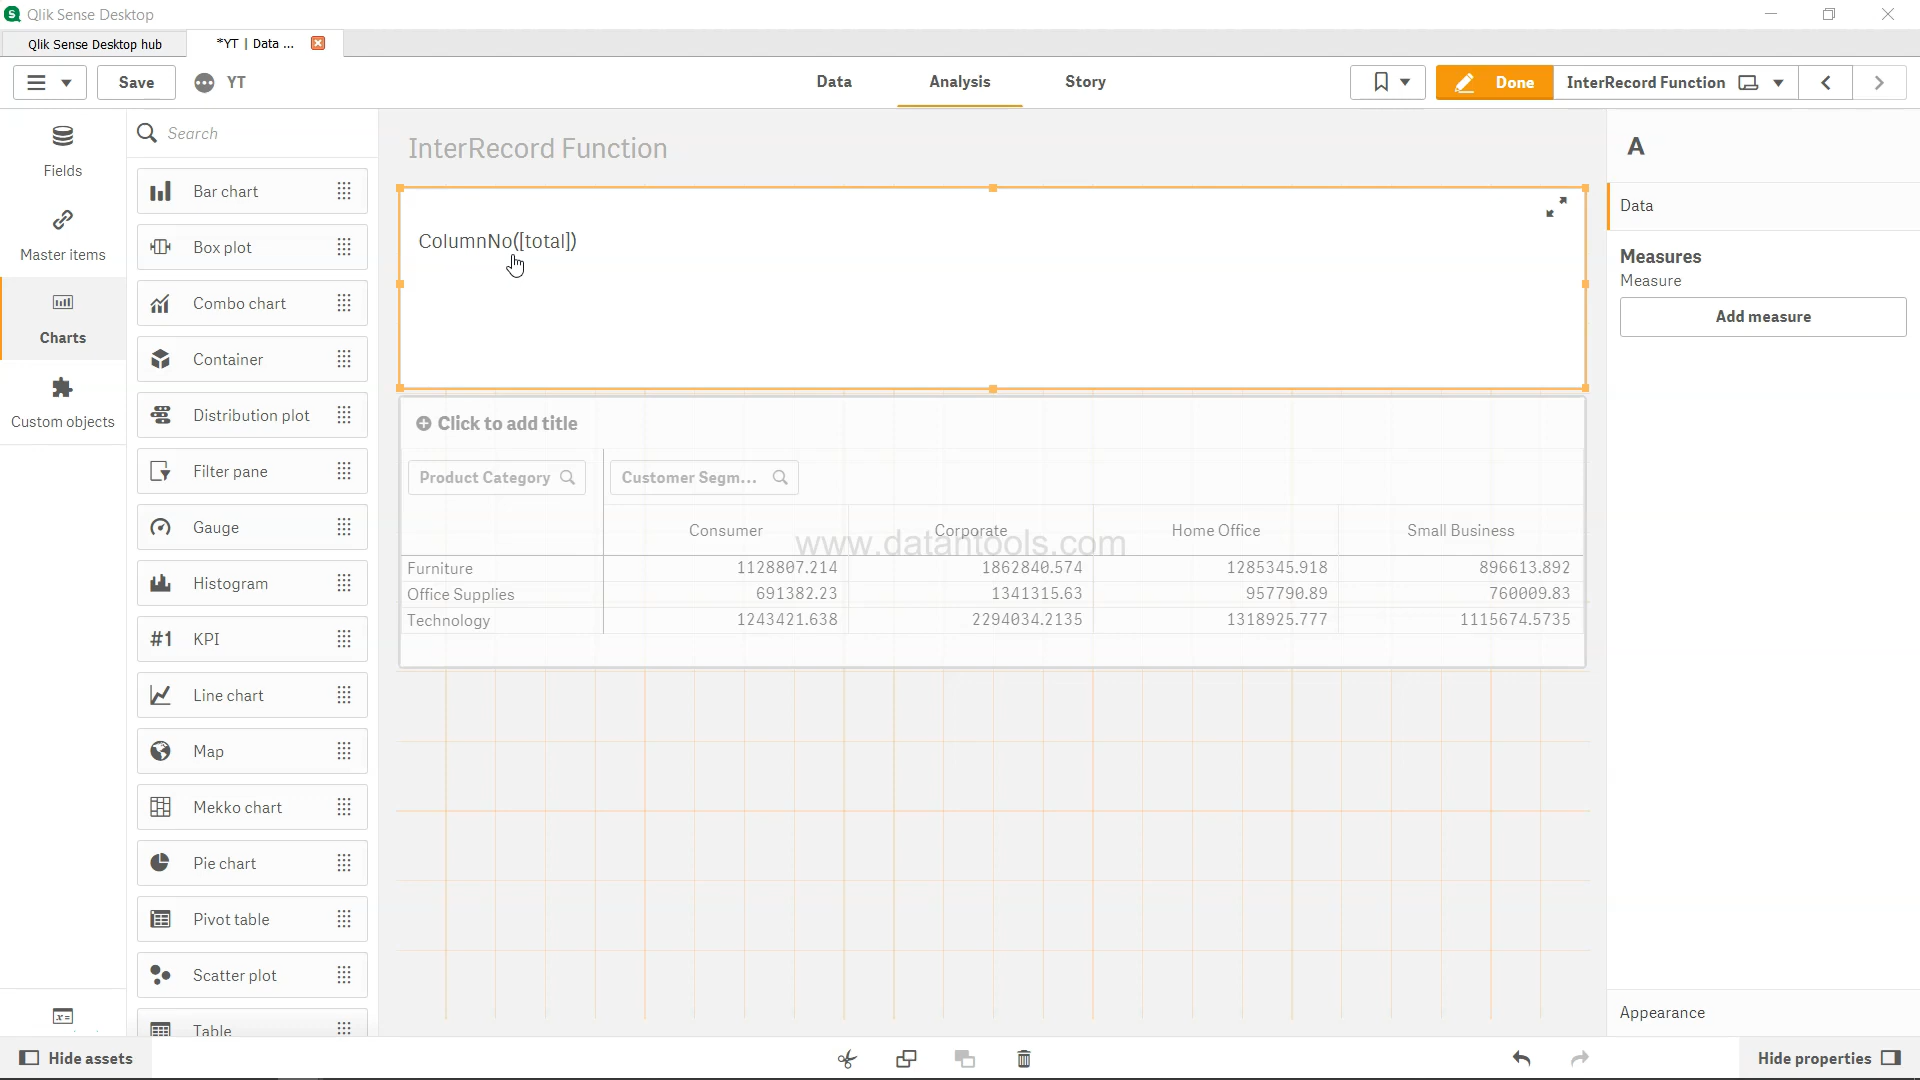 Qlik Sense Desktop
Qlik Sense Desktop hub
*YT | Data ...
Save
YT
Data
Analysis
Story
Done
InterRecord Function
Fields
Master items
Charts
Custom objects
Search
Bar chart
Box plot
Combo chart
Container
Distribution plot
Filter pane
Gauge
Histogram
#1 KPI
Line chart
Map
Mekko chart
Pie chart
Pivot table
Scatter plot
Table
InterRecord Function
ColumnNo([total])
Click to add title
Product Category
Customer Segm...
Consumer Corporate Home Office Small Business
www.datantools.com
Furniture 1128807.214 1862840.574 1285345.918 896613.892
Office Supplies 691382.23 1341315.63 957790.89 760009.83
Technology 1243421.638 2294034.2135 1318925.777 1115674.5735
A
Data
Measures
Measure
Add measure
Appearance
x=
Hide assets
Hide properties